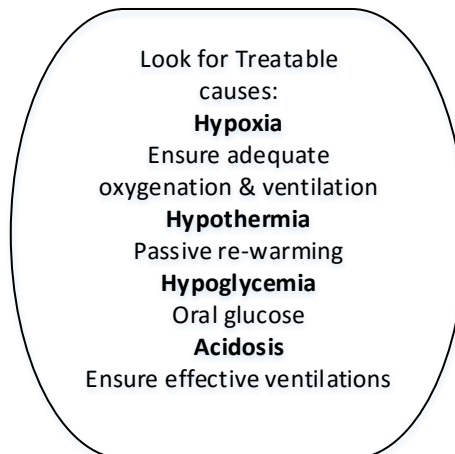 Look for Treatable
causes:
Hypoxia
Ensure adequate
oxygenation & ventilation
Hypothermia
Passive re-warming
Hypoglycemia
Oral glucose
Acidosis
Ensure effective ventilations